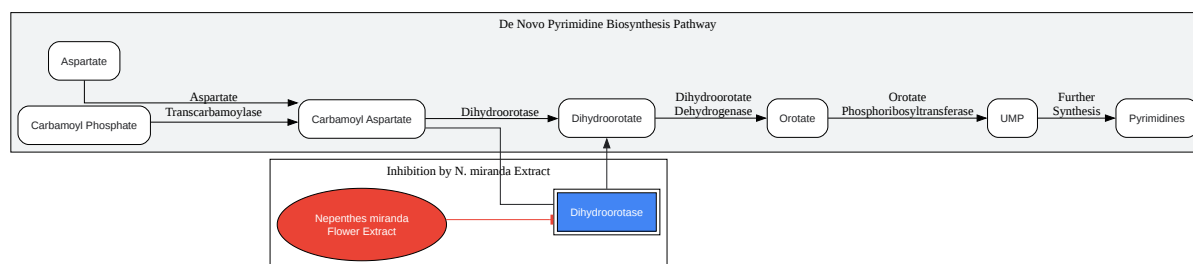 De Novo Pyrimidine Biosynthesis Pathway
Aspartate
Carbamoyl Phosphate
Aspartate
Transcarbamoylase
Carbamoyl Aspartate
Dihydroorotase
Dihydroorotate
Dihydroorotate
Dehydrogenase
Orotate
Orotate
Phosphoribosyltransferase
UMP
Further
Synthesis
Pyrimidines
Inhibition by N. miranda Extract
Nepenthes miranda
Flower Extract
Dihydroorotase